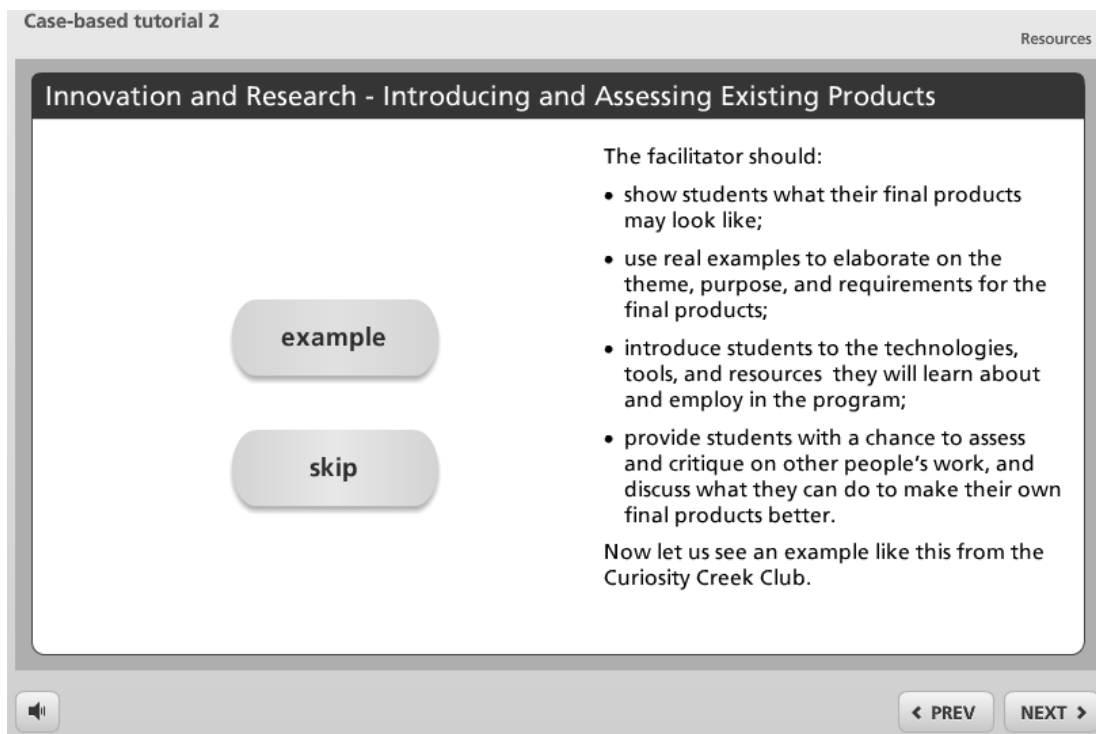 Case-based tutorial 2
Resources
Innovation and Research - Introducing and Assessing Existing Products
example
skip
The facilitator should:
• show students what their final products
may look like;
• use real examples to elaborate on the
theme, purpose, and requirements for the
final products;
• introduce students to the technologies,
tools, and resources they will learn about
and employ in the program;
• provide students with a chance to assess
and critique on other people's work, and
discuss what they can do to make their own
final products better.
Now let us see an example like this from the
Curiosity Creek Club.
PREV
NEXT